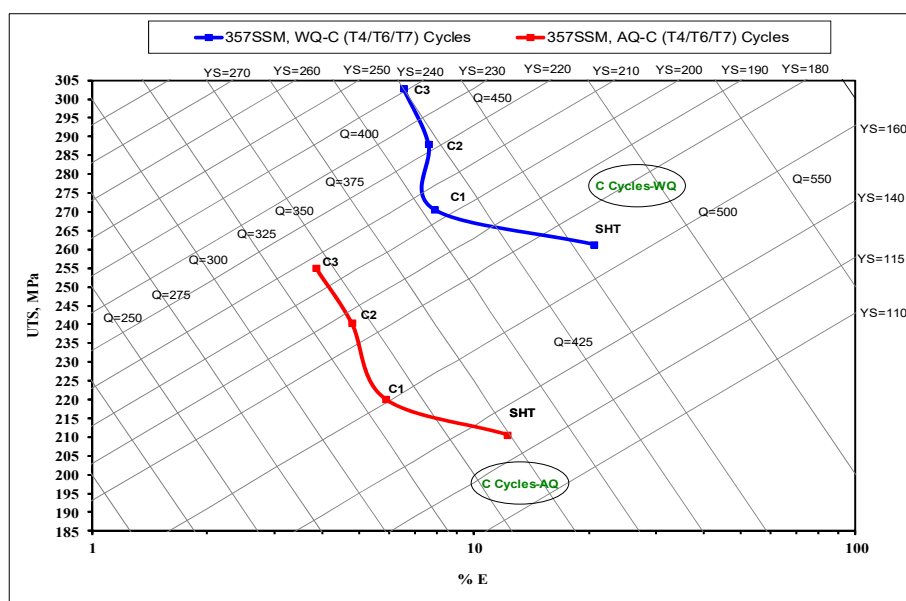 357SSM, WQ-C (T4/T6/T7) Cycles 357SSM, AQ-C (T4/T6/T7) Cycles
YS=270 YS=260 YS=250 YS=240 YS=230 YS=220 YS=210 YS=200 YS=190 YS=180
305
300
295
290
285
280
275
270
265
260
255
250
245
240
235
230
225
220
215
210
205
200
195
190
185
UTS, MPa
C3
Q=450
Q=400
C2
YS=160
Q=375
C Cycles-WQ
Q=550
C1
YS=140
Q=350
Q=500
Q=325
SHT
Q=300
C3
YS=115
Q=275
Q=250
C2
YS=110
Q=425
C1
SHT
C Cycles-AQ
1 10 100
% E